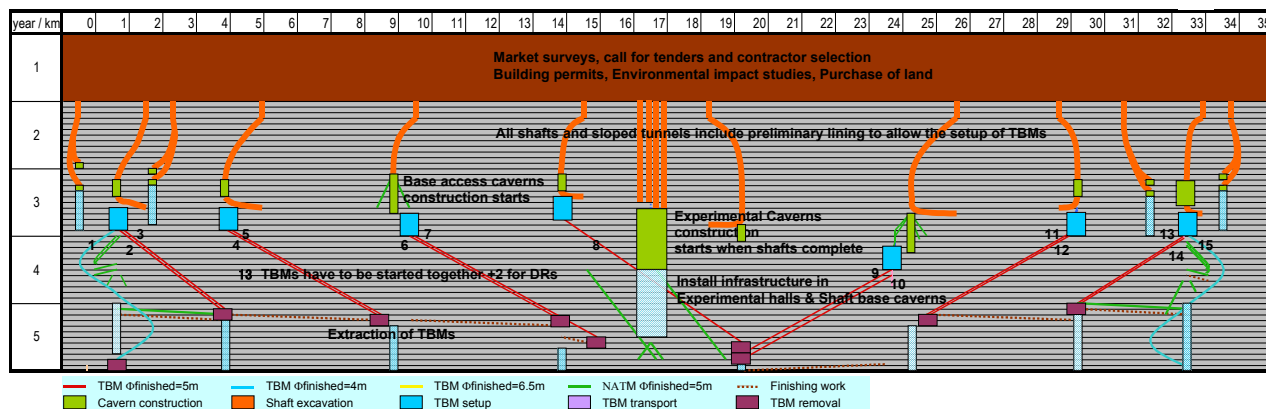 year / km 0 1 2 3 4 5 6 7 8 9 10 11 12 13 14 15 16 17 18 19 20 21 22 23 24 25 26 27 28 29 30 31 32 33 34 35
1
Market surveys, call for tenders and contractor selection
Building permits, Environmental impact studies, Purchase of land
2
All shafts and sloped tunnels include preliminary lining to allow the setup of TBMs
3
Base access caverns
construction starts
Experimental Caverns
construction
starts when shafts complete
1 2 3 4 5 6 7 8 9 10 11 12 13 14 15
4
13 TBMs have to be started together +2 for DRs
Install infrastructure in
Experimental halls & Shaft base caverns
5
Extraction of TBMs
TBM Φfinished=5m TBM Φfinished=4m TBM Φfinished=6.5m NATM Φfinished=5m Finishing work
Cavern construction Shaft excavation TBM setup TBM transport TBM removal